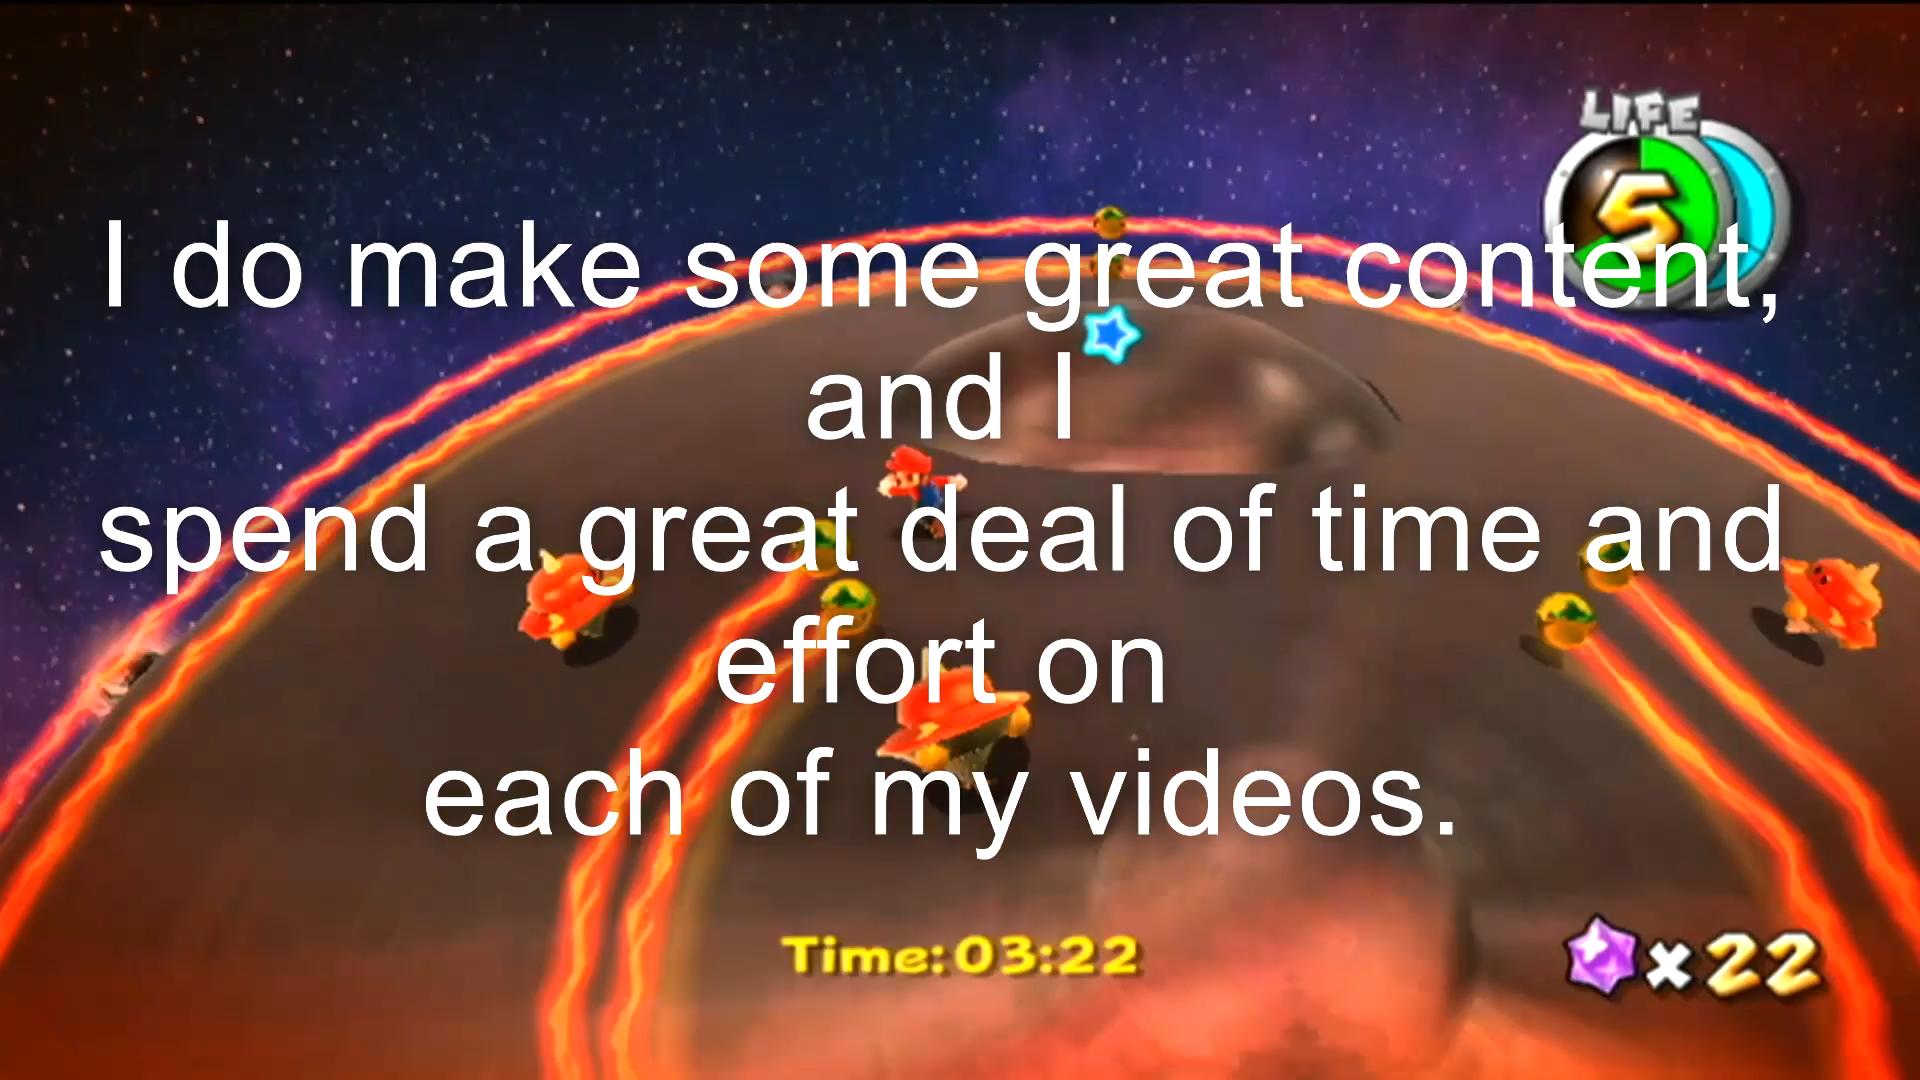 LIFE
5
I do make some great content,
and I
spend a great deal of time and
effort on
each of my videos.
Time:03:22
x22